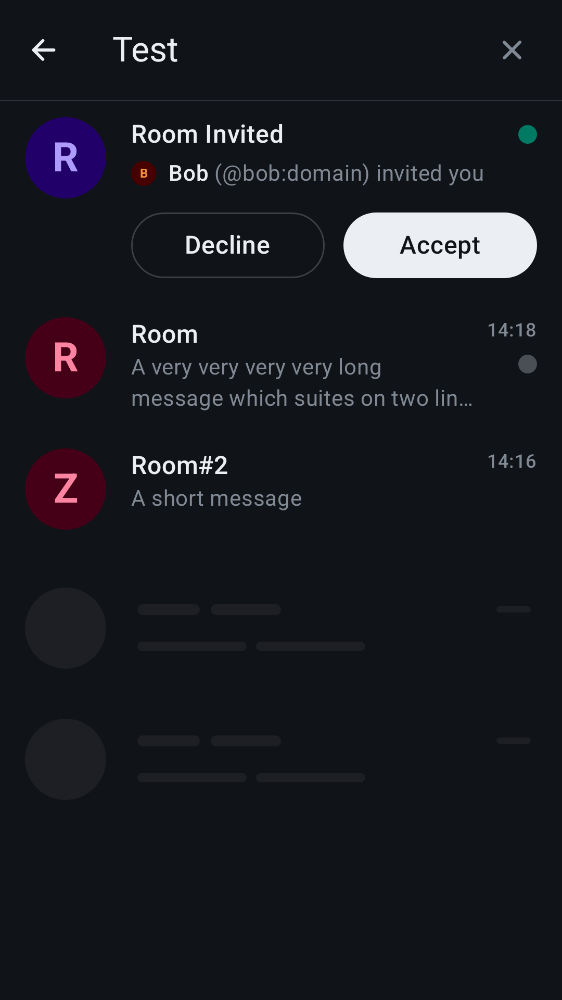 Test
R
Room Invited
B Bob (@bob:domain) invited you
Decline
Accept
R
Room
14:18
A very very very very long
message which suites on two lin…
Z
Room#2
14:16
A short message